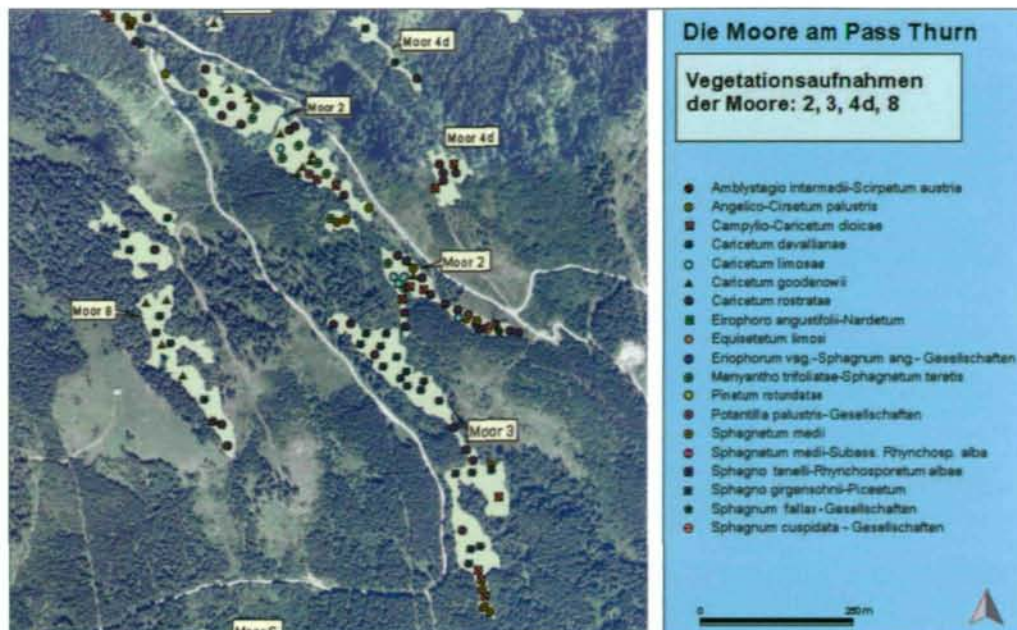 Die Moore am Pass Thurn
Vegetationsaufnahmen
der Moore: 2, 3, 4d, 8
Amblystagio intermedii-Scirpetum austria
Angelico-Cirsetum palustris
Campylio-Caricetum dioicae
Caricetum davallianae
Caricetum limosae
Caricetum goodenowii
Caricetum rostratae
Eirophoro angustifolii-Nardetum
Equisetetum limosi
Eriophorum vag.-Sphagnum ang.- Gesellschaften
Menyantho trifoliatae-Sphagnetum teretis
Pinetum rotundatae
Potentilla palustris-Gesellschaften
Sphagnetum medii
Sphagnetum medii-Subass. Rhynchosp. alba
Sphagno tenelli-Rhynchosporetum albae
Sphagno girgensohnii-Piceetum
Sphagnum fallax-Gesellschaften
Sphagnum cuspidata - Gesellschaften
0 250 m
Moor 4d
Moor 2
Moor 4d
Moor 2
Moor 8
Moor 3